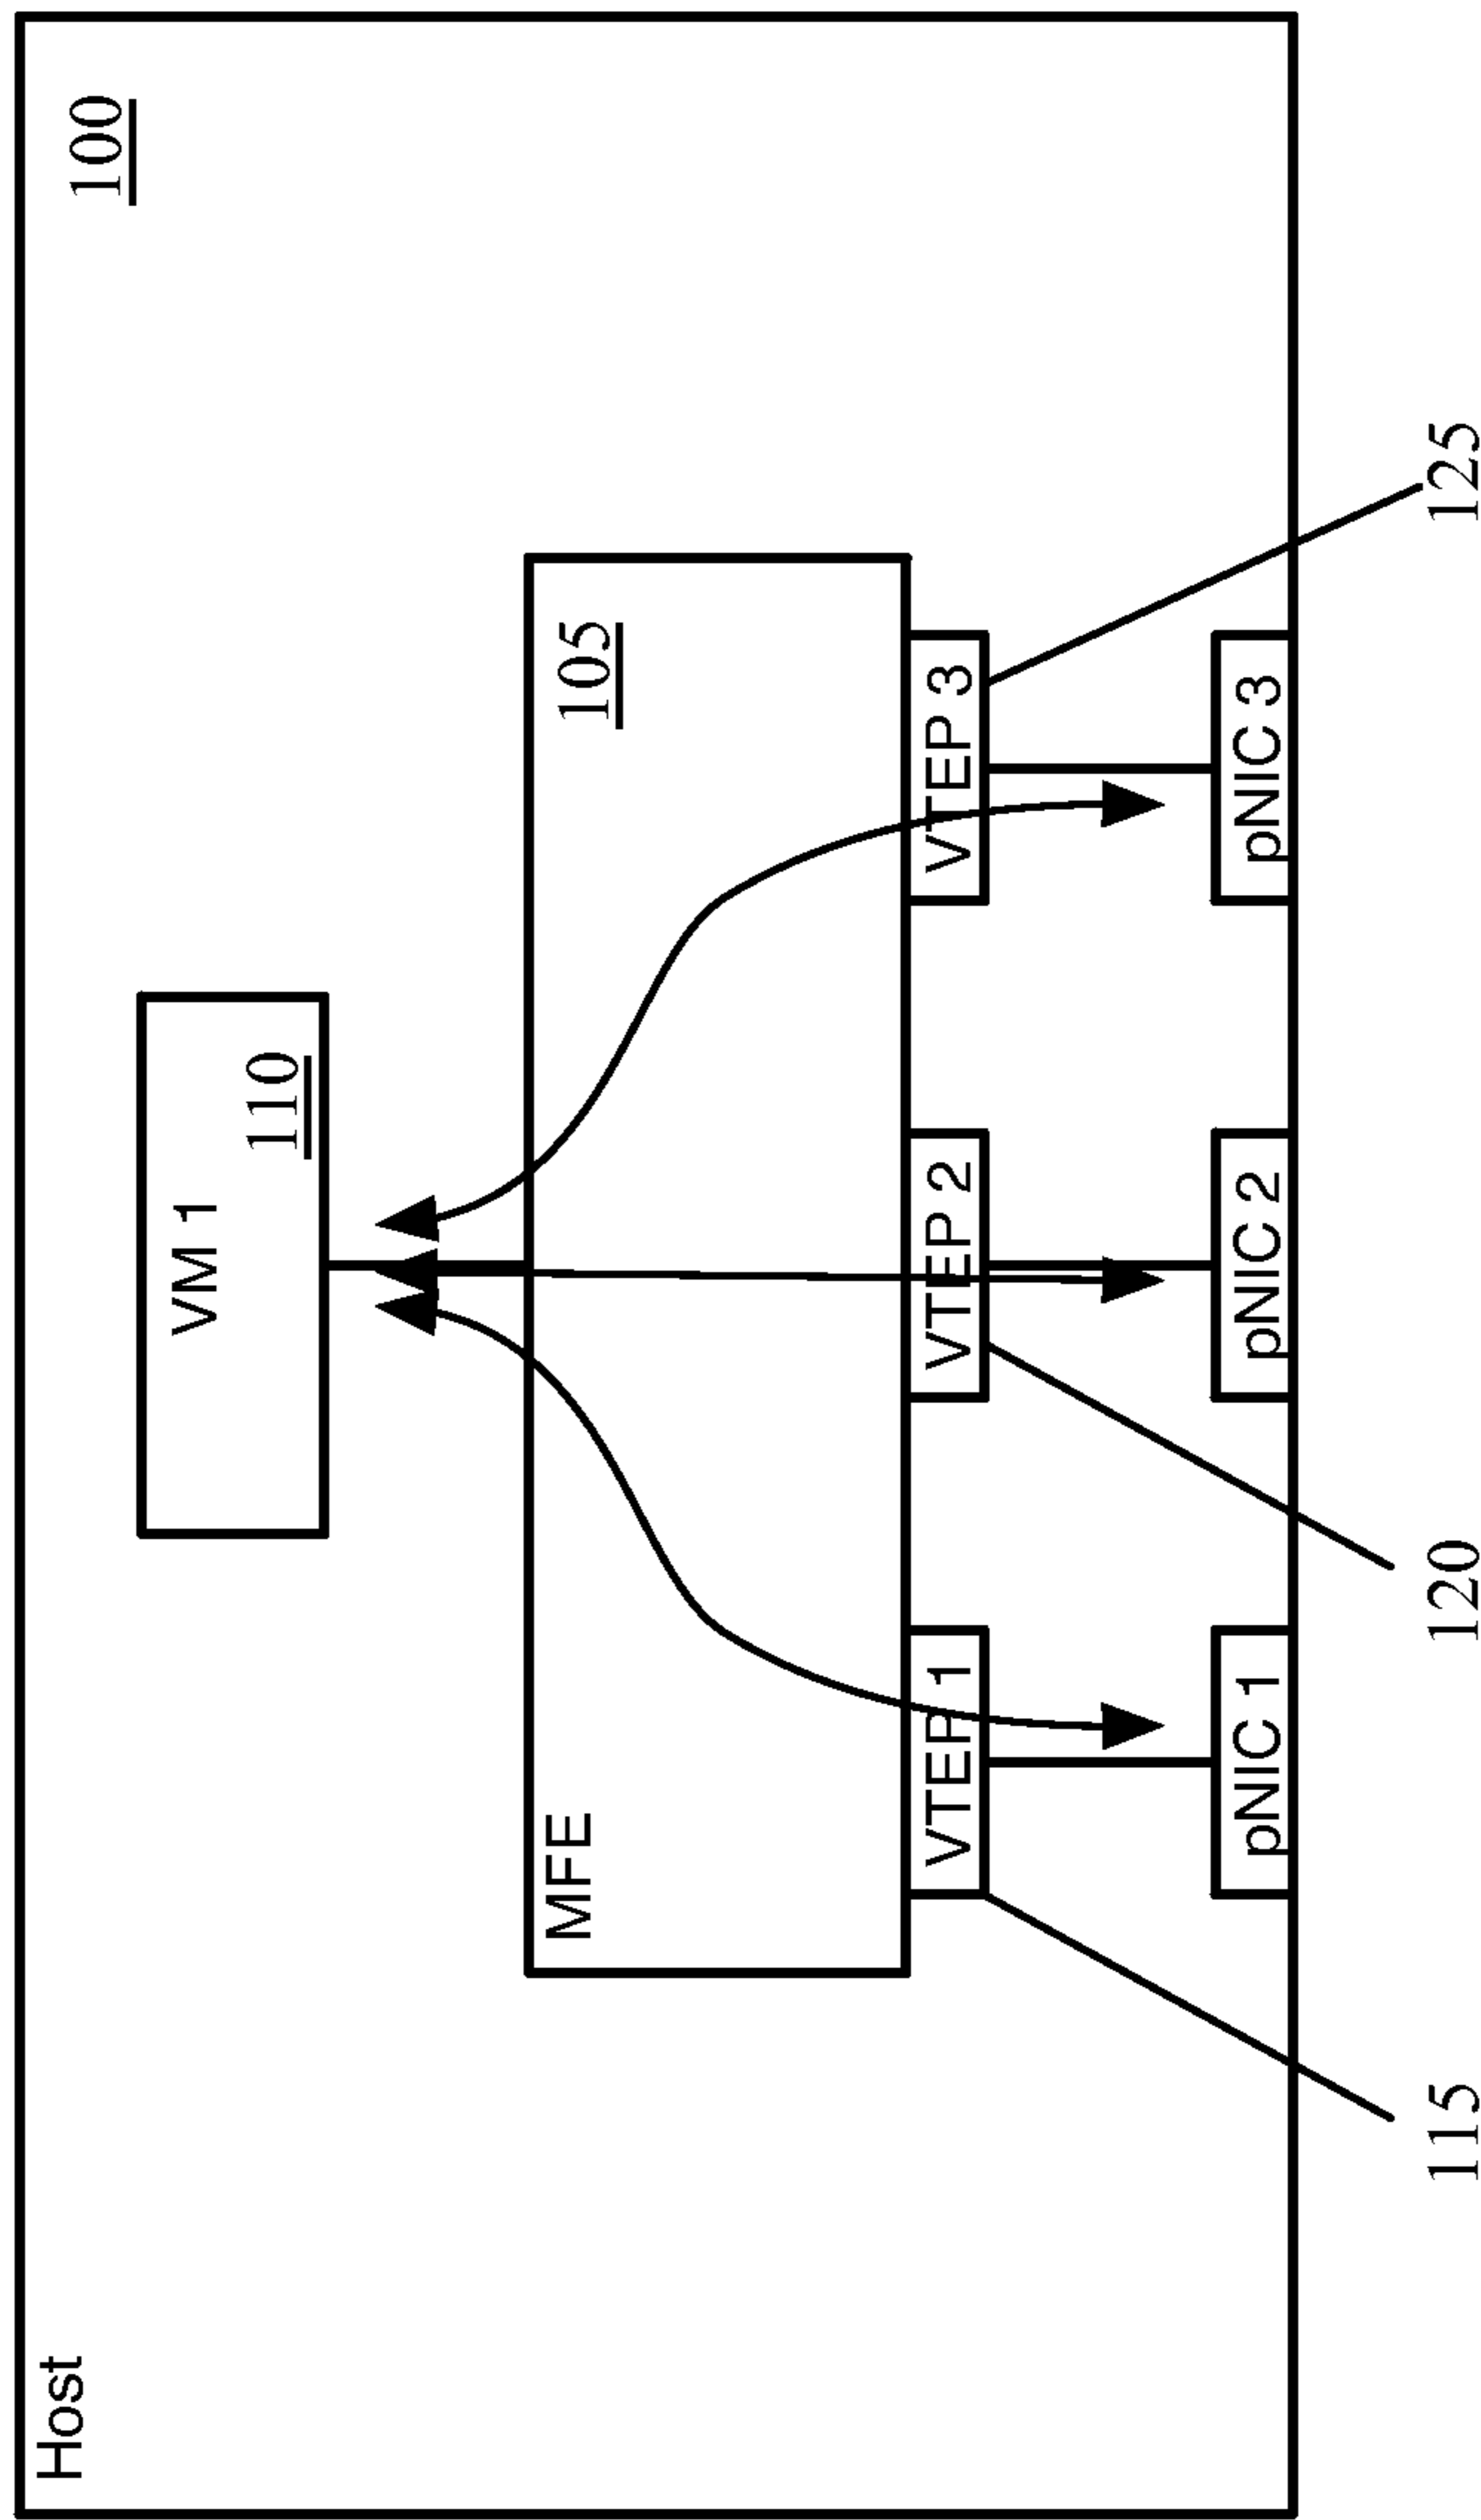 Host
100
VM 1
110
MFE
105
VTEP 1
VTEP 2
VTEP 3
pNIC 1
pNIC 2
pNIC 3
115
120
125